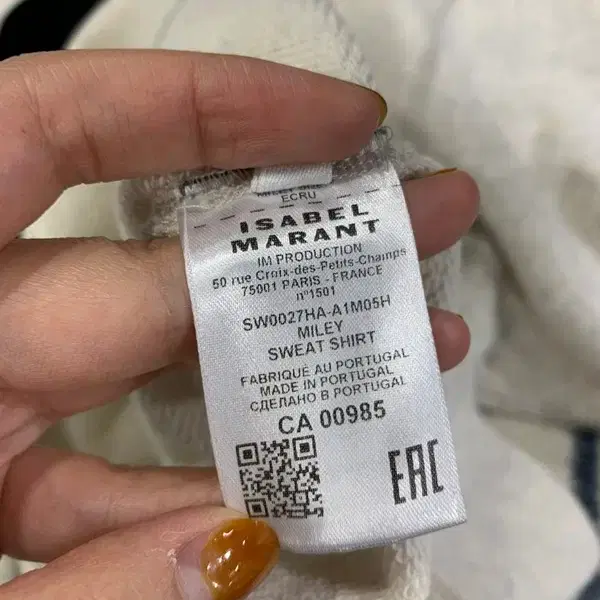 ECRU
ISABEL
MARANT
IM PRODUCTION
50 rue Croix-des-Petits-Champs
75001 PARIS - FRANCE
n°1501
SW0027HA-A1M05H
MILEY
SWEAT SHIRT
FABRIQUÉ AU PORTUGAL
MADE IN PORTUGAL
СДЕЛАНО В PORTUGAL
CA 00985
EAC